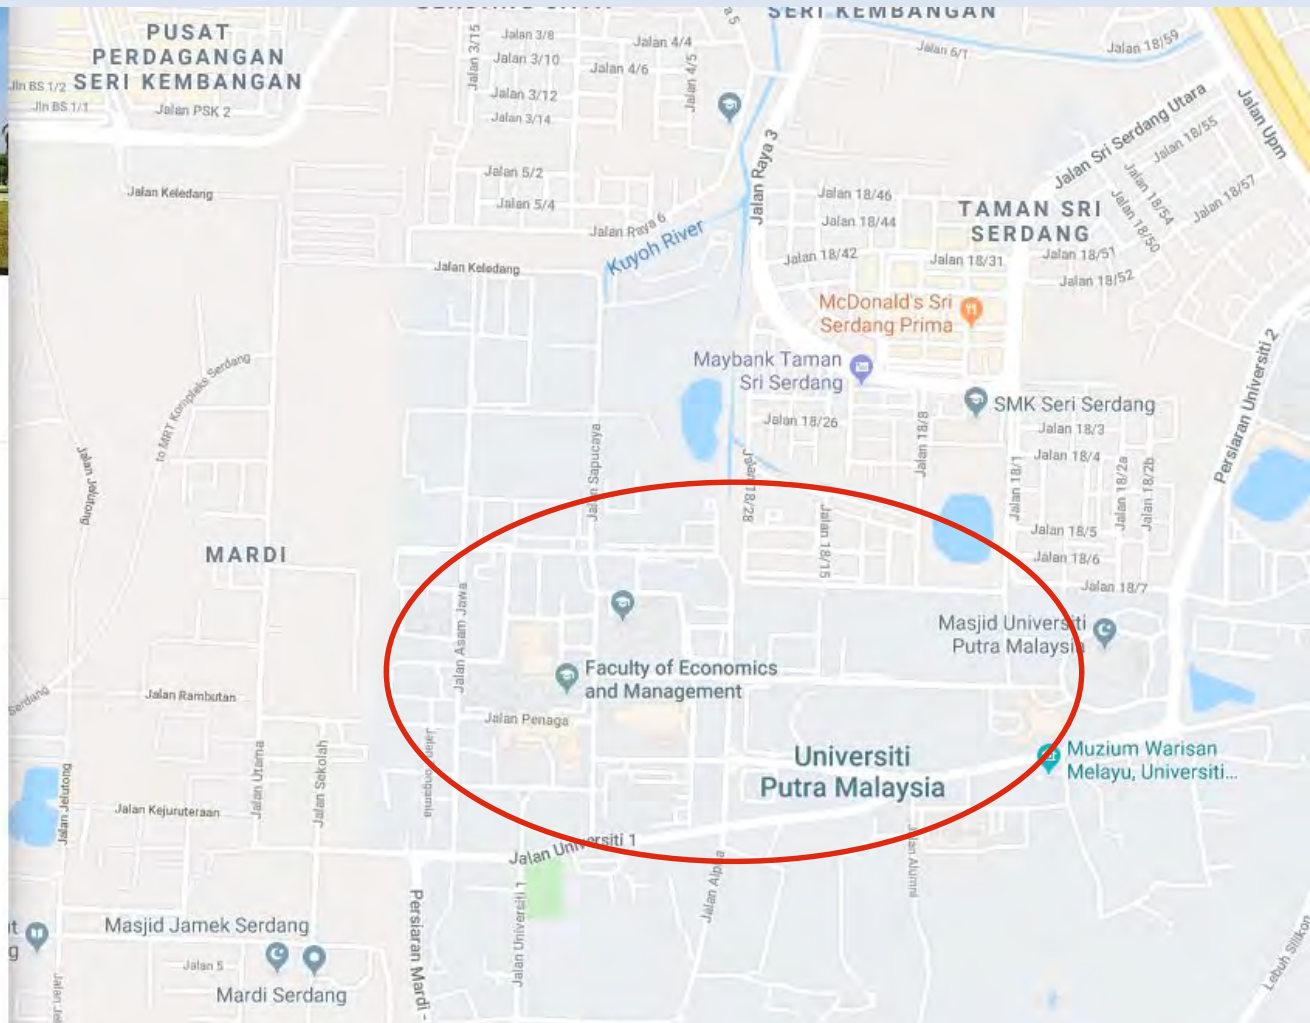 SERI KEMBANGAN
PUSAT
PERDAGANGAN
SERI KEMBANGAN
Jln BS 1/2
Jln BS 1/1
Jalan PSK 2
Jalan 3/15
Jalan 3/8
Jalan 3/10
Jalan 3/12
Jalan 3/14
Jalan 4/4
Jalan 4/6
Jalan 4/5
Jalan 6/1
Jalan 18/59
Jalan Upm
Jalan Sri Serdang Utara
Jalan 18/55
Jalan 18/54
Jalan 18/50
Jalan 18/57
Jalan Raya 3
Jalan 5/2
Jalan 5/4
Jalan Raya 6
Kuyoh River
Jalan Keledang
Jalan Keledang
Jalan 18/46
Jalan 18/44
Jalan 18/42
Jalan 18/31
TAMAN SRI
SERDANG
Jalan 18/51
Jalan 18/52
McDonald's Sri
Serdang Prima
Maybank Taman
Sri Serdang
SMK Seri Serdang
Persiaran Universiti 2
to MRT Kompleks Serdang
Jalan Jelutong
Jalan Sapucaya
Jalan 18/26
Jalan 18/8
Jalan 18/28
Jalan 18/15
Jalan 18/1
Jalan 18/3
Jalan 18/4
Jalan 18/2a
Jalan 18/2b
Jalan 18/5
Jalan 18/6
Jalan 18/7
MARDI
Jalan Asam Jawa
Masjid Universiti
Putra Malaysia
Faculty of Economics
and Management
Jalan Rambutan
Serdang
Jalan Penaga
Jalan Utama
Jalan Sekolah
Universiti
Putra Malaysia
Muzium Warisan
Melayu, Universiti...
Jalan Jelutong
Jalan Kejuruteraan
Jalan Universiti 1
Jalan Alpha
Jalan Alumni
Jalan Universiti 1
Persiaran Mardi -
Masjid Jamek Serdang
Jalan 5
Mardi Serdang
Lebuh Silikon